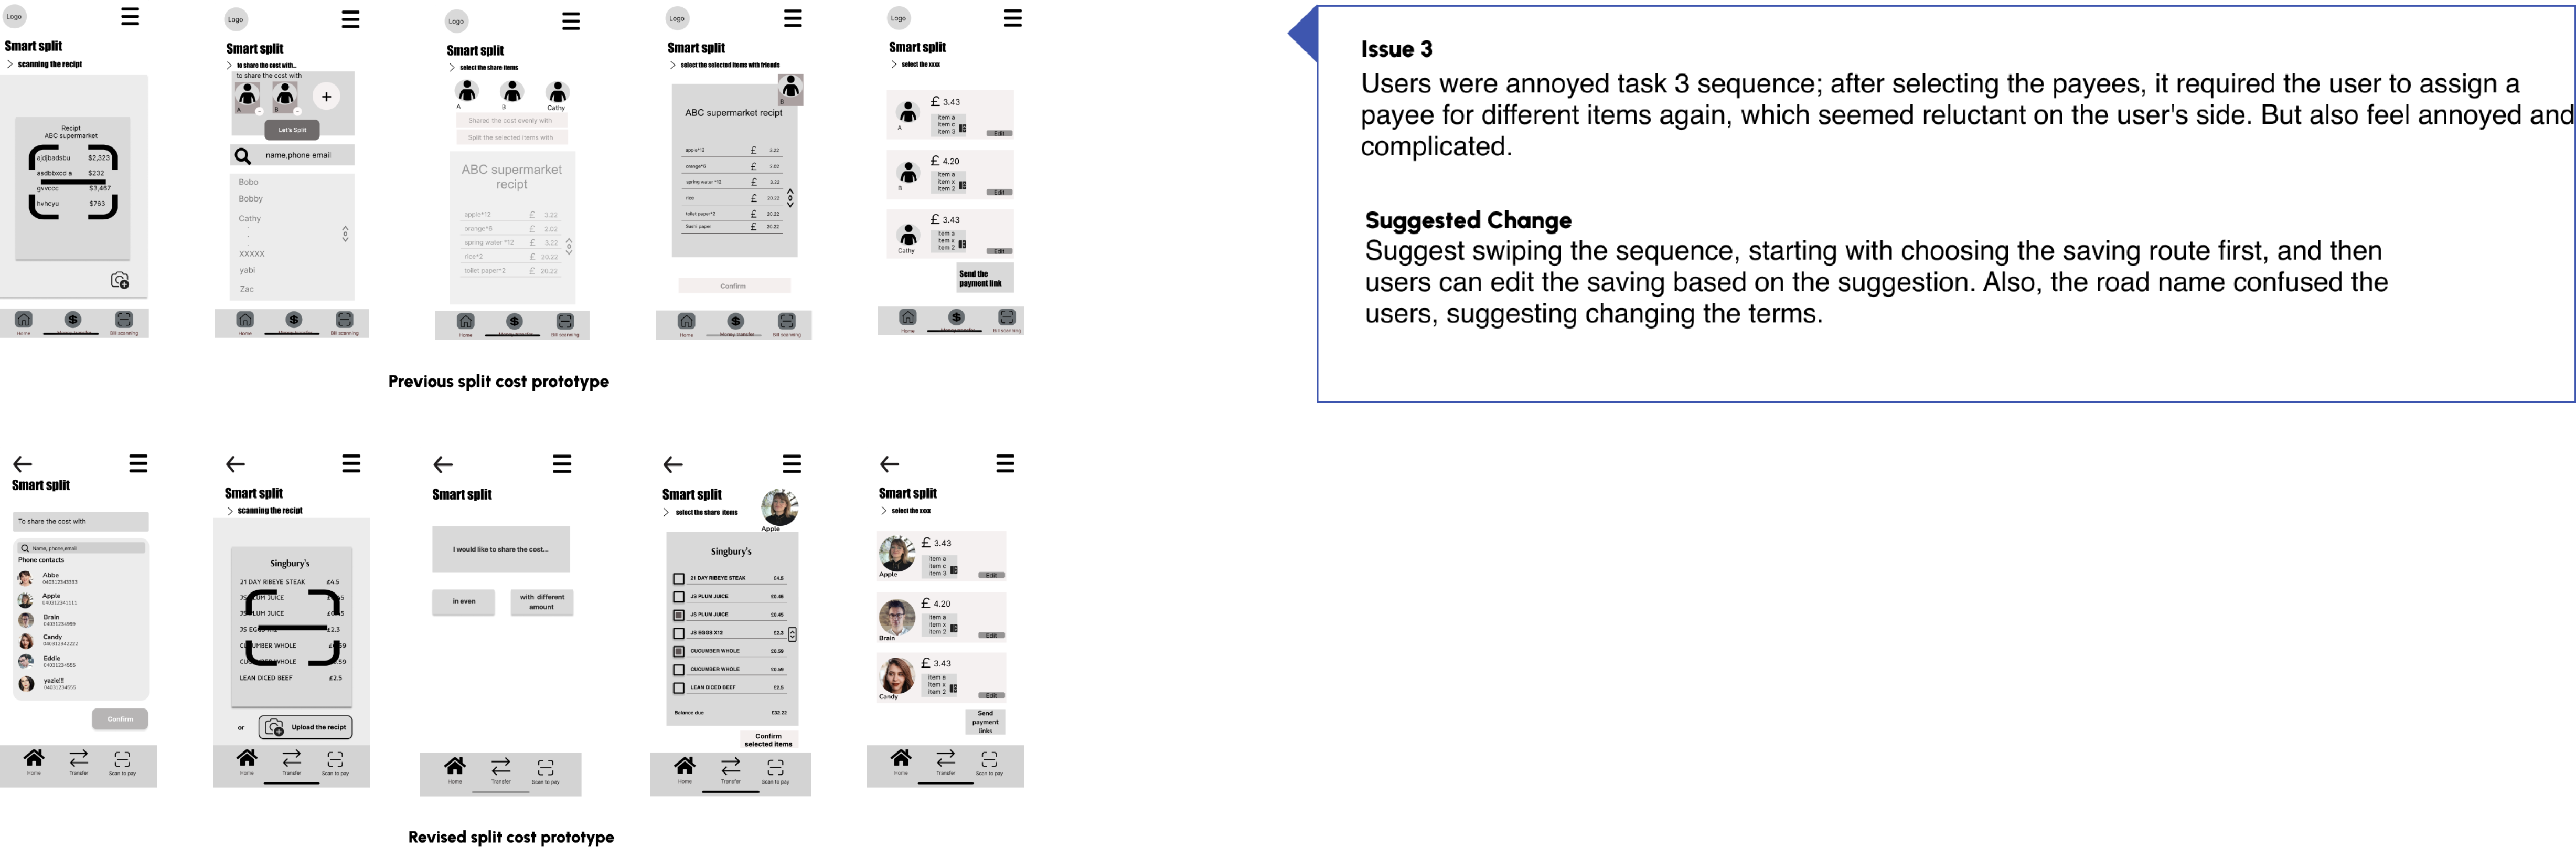 Logo
Smart split
scanning the recipt
Recipt
ABC supermarket
ajdjbadsbu $2,323
asdbbxcd a $232
gvvccc $3,467
hvhcyu $763
Home
Money transfer
Bill scanning
Logo
Smart split
to share the cost with...
to share the cost with
A
B
+
Let's Split
name,phone email
Bobo
Bobby
Cathy
XXXXX
yabi
Zac
Home
Money transfer
Bill scanning
Logo
Smart split
select the share items
A
B
Cathy
Shared the cost evenly with
Split the selected items with
ABC supermarket
recipt
apple*12 £ 3.22
orange*6 £ 2.02
spring water *12 £ 3.22
rice*2 £ 20.22
toilet paper*2 £ 20.22
Home
Money transfer
Bill scanning
Logo
Smart split
select the selected items with friends
B
ABC supermarket recipt
apple*12 £ 3.22
orange*6 £ 2.02
spring water *12 £ 3.22
rice £ 20.22
toilet paper*2 £ 20.22
Sushi paper £ 20.22
Confirm
Home
Money transfer
Bill scanning
Logo
Smart split
select the xxxx
A
£ 3.43
item a
item c
item 3
Edit
B
£ 4.20
item a
item x
item 2
Edit
Cathy
£ 3.43
item a
item x
item 2
Edit
Send the
payment link
Home
Money transfer
Bill scanning
Previous split cost prototype
Issue 3
Users were annoyed task 3 sequence; after selecting the payees, it required the user to assign a
payee for different items again, which seemed reluctant on the user's side. But also feel annoyed and
complicated.
Suggested Change
Suggest swiping the sequence, starting with choosing the saving route first, and then
users can edit the saving based on the suggestion. Also, the road name confused the
users, suggesting changing the terms.
Smart split
To share the cost with
Name, phone,email
Phone contacts
Abbe
040312343333
Apple
040312341111
Brain
04031234999
Candy
040312342222
Eddie
04031234555
yazie!!!
04031234555
Confirm
Home
Transfer
Scan to pay
Smart split
scanning the recipt
Singbury's
21 DAY RIBEYE STEAK £4.5
JS PLUM JUICE
JS PLUM JUICE
JS EGGS X12 £2.3
CUCUMBER WHOLE
CUCUMBER WHOLE
LEAN DICED BEEF £2.5
or
Upload the recipt
Home
Transfer
Scan to pay
Smart split
I would like to share the cost...
in even
with different
amount
Home
Transfer
Scan to pay
Smart split
select the share items
Apple
Singbury's
21 DAY RIBEYE STEAK £4.5
JS PLUM JUICE £0.45
JS PLUM JUICE £0.45
JS EGGS X12 £2.3
CUCUMBER WHOLE £0.59
CUCUMBER WHOLE £0.59
LEAN DICED BEEF £2.5
Balance due £32.22
Confirm
selected items
Home
Transfer
Scan to pay
Smart split
select the xxxx
Apple
£ 3.43
item a
item c
item 3
Edit
Brain
£ 4.20
item a
item x
item 2
Edit
Candy
£ 3.43
item a
item x
item 2
Edit
Send
payment
links
Home
Transfer
Scan to pay
Revised split cost prototype